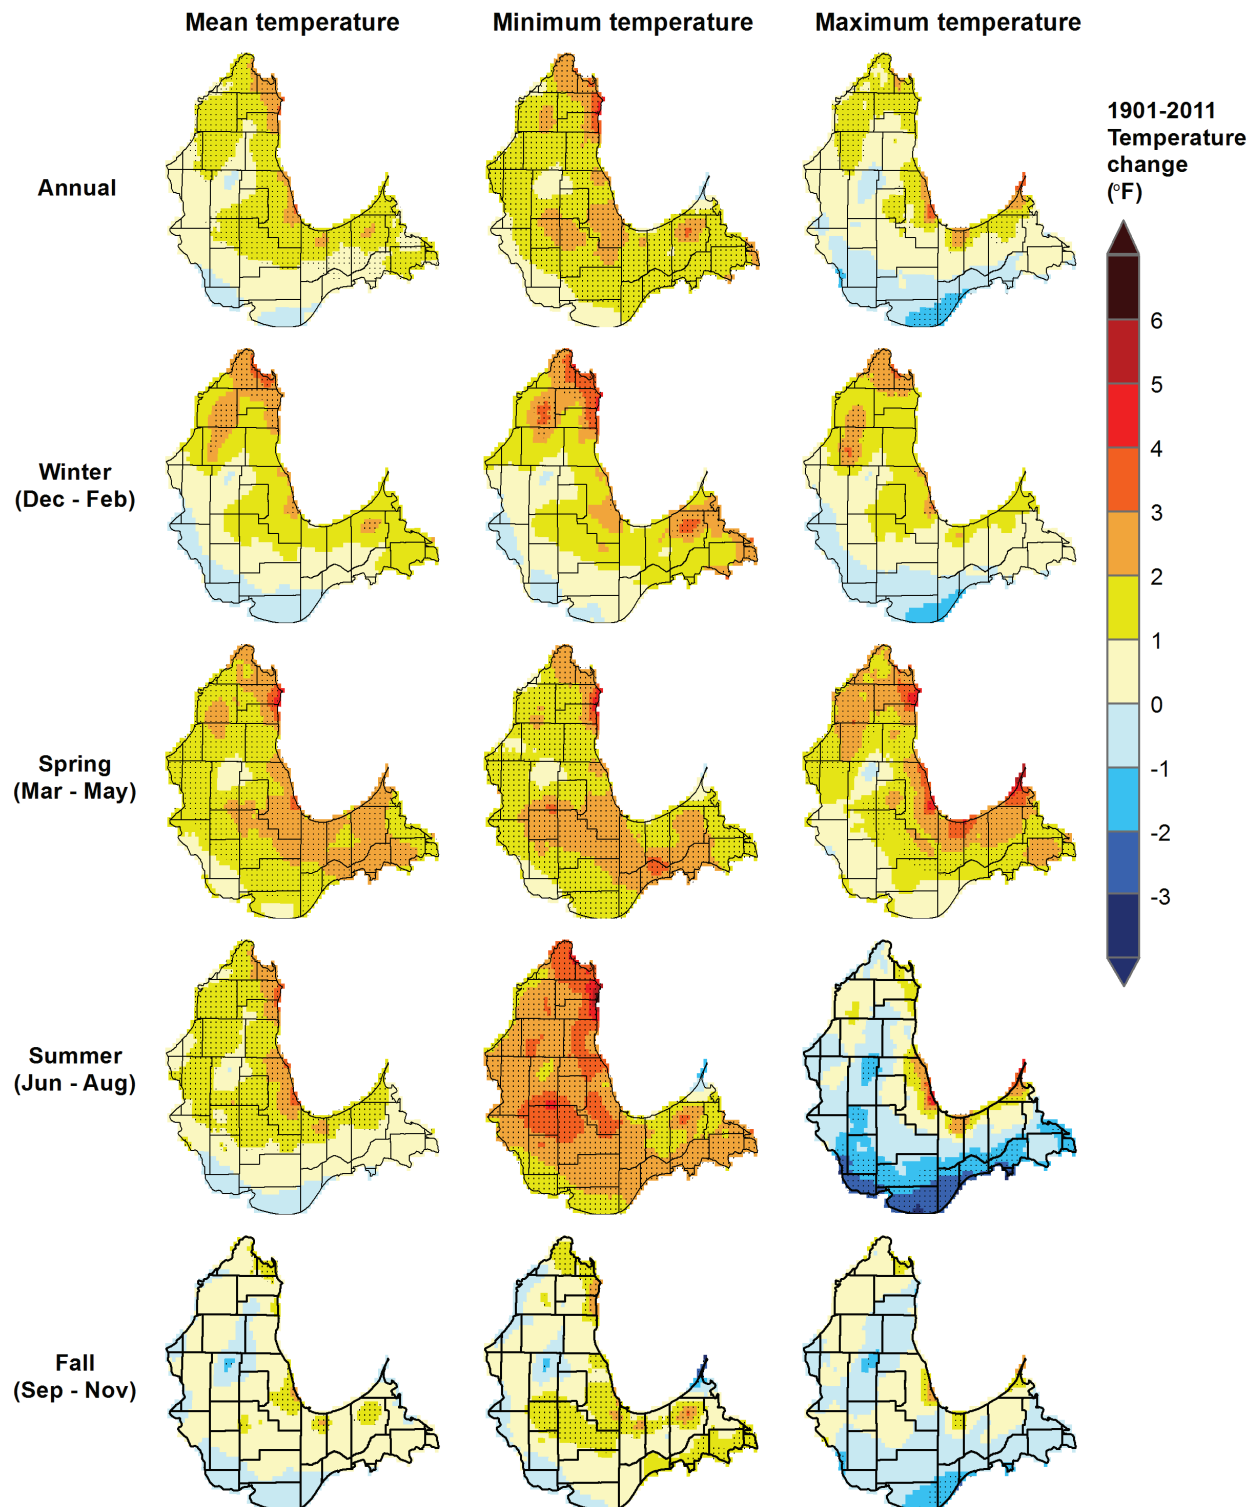 Mean temperature
Minimum temperature
Maximum temperature
1901-2011
Temperature
change
(°F)
Annual
6
5
4
Winter
(Dec - Feb)
3
2
1
0
Spring
(Mar - May)
-1
-2
-3
Summer
(Jun - Aug)
Fall
(Sep - Nov)